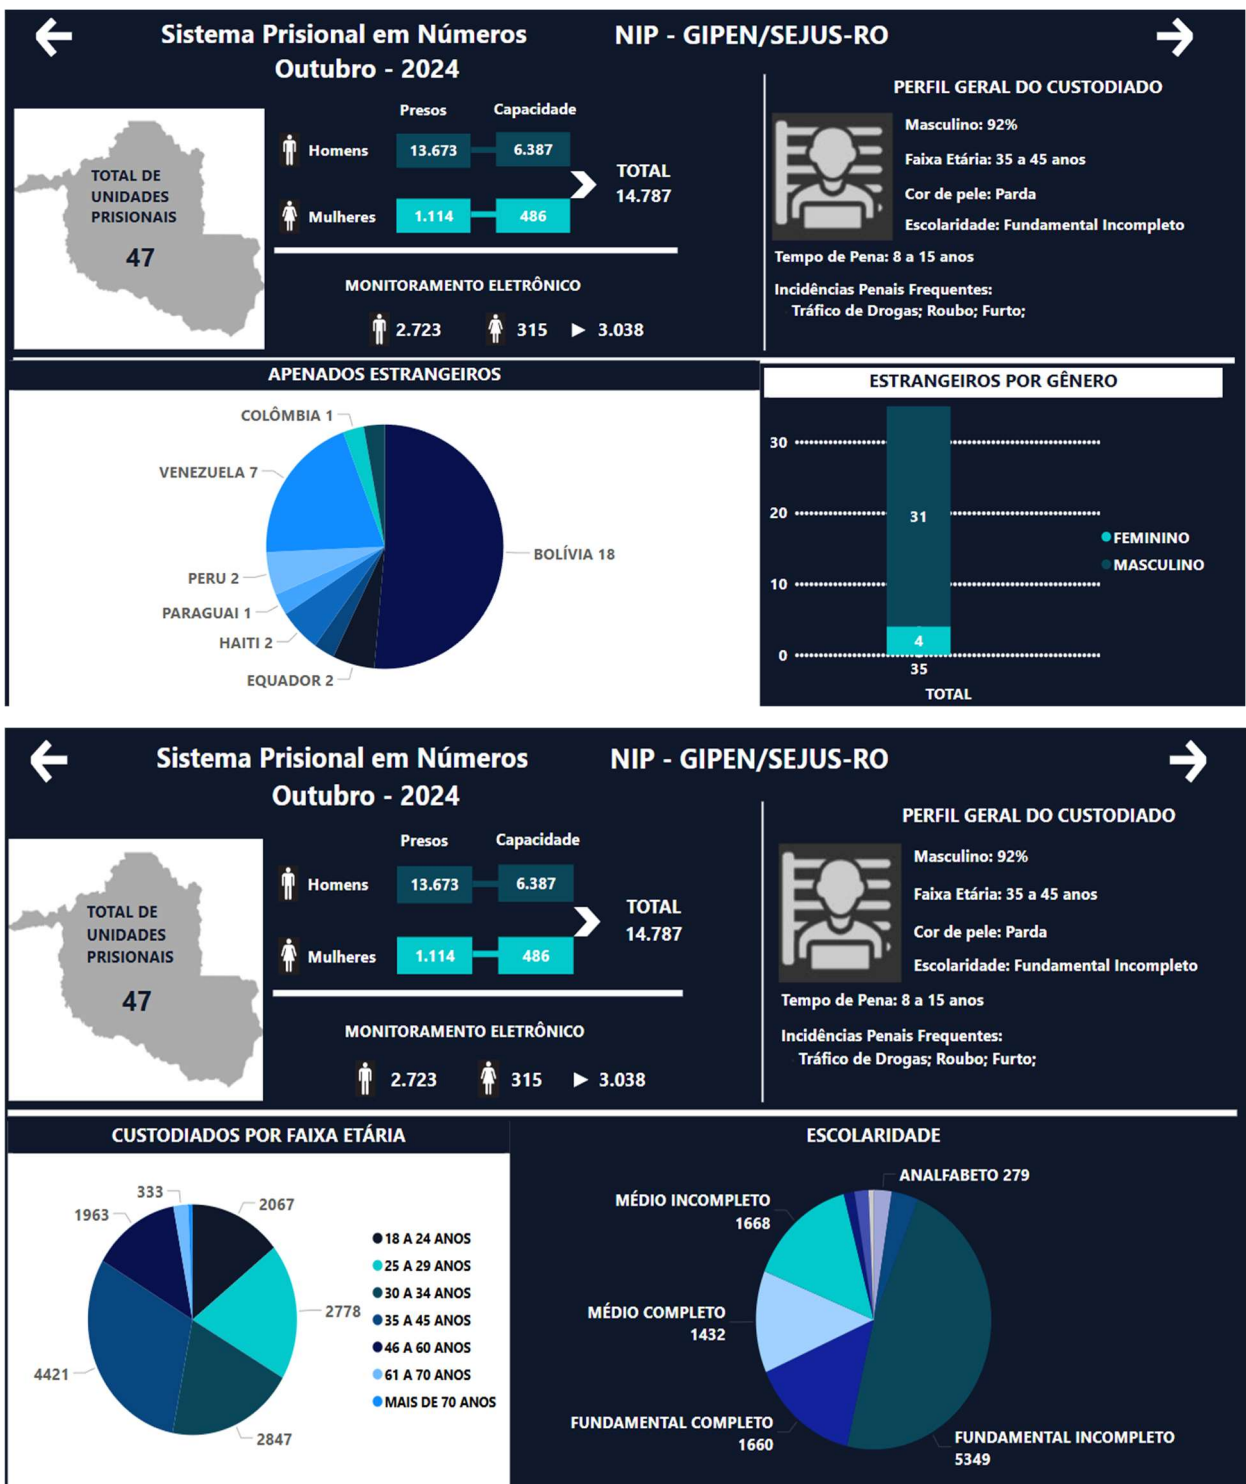 Sistema Prisional em Números
Outubro - 2024
NIP - GIPEN/SEJUS-RO
TOTAL DE
UNIDADES
PRISIONAIS
47
Presos
Capacidade
Homens
13.673
6.387
Mulheres
1.114
486
TOTAL
14.787
MONITORAMENTO ELETRÔNICO
2.723
315
3.038
PERFIL GERAL DO CUSTODIADO
Masculino: 92%
Faixa Etária: 35 a 45 anos
Cor de pele: Parda
Escolaridade: Fundamental Incompleto
Tempo de Pena: 8 a 15 anos
Incidências Penais Frequentes:
Tráfico de Drogas; Roubo; Furto;
APENADOS ESTRANGEIROS
COLÔMBIA 1
VENEZUELA 7
PERU 2
PARAGUAI 1
HAITI 2
EQUADOR 2
BOLÍVIA 18
ESTRANGEIROS POR GÊNERO
30
20
10
0
31
4
35
TOTAL
FEMININO
MASCULINO
Sistema Prisional em Números
Outubro - 2024
NIP - GIPEN/SEJUS-RO
TOTAL DE
UNIDADES
PRISIONAIS
47
Presos
Capacidade
Homens
13.673
6.387
Mulheres
1.114
486
TOTAL
14.787
MONITORAMENTO ELETRÔNICO
2.723
315
3.038
PERFIL GERAL DO CUSTODIADO
Masculino: 92%
Faixa Etária: 35 a 45 anos
Cor de pele: Parda
Escolaridade: Fundamental Incompleto
Tempo de Pena: 8 a 15 anos
Incidências Penais Frequentes:
Tráfico de Drogas; Roubo; Furto;
CUSTODIADOS POR FAIXA ETÁRIA
333
1963
4421
2067
2778
2847
18 A 24 ANOS
25 A 29 ANOS
30 A 34 ANOS
35 A 45 ANOS
46 A 60 ANOS
61 A 70 ANOS
MAIS DE 70 ANOS
ESCOLARIDADE
ANALFABETO 279
MÉDIO INCOMPLETO
1668
MÉDIO COMPLETO
1432
FUNDAMENTAL COMPLETO
1660
FUNDAMENTAL INCOMPLETO
5349